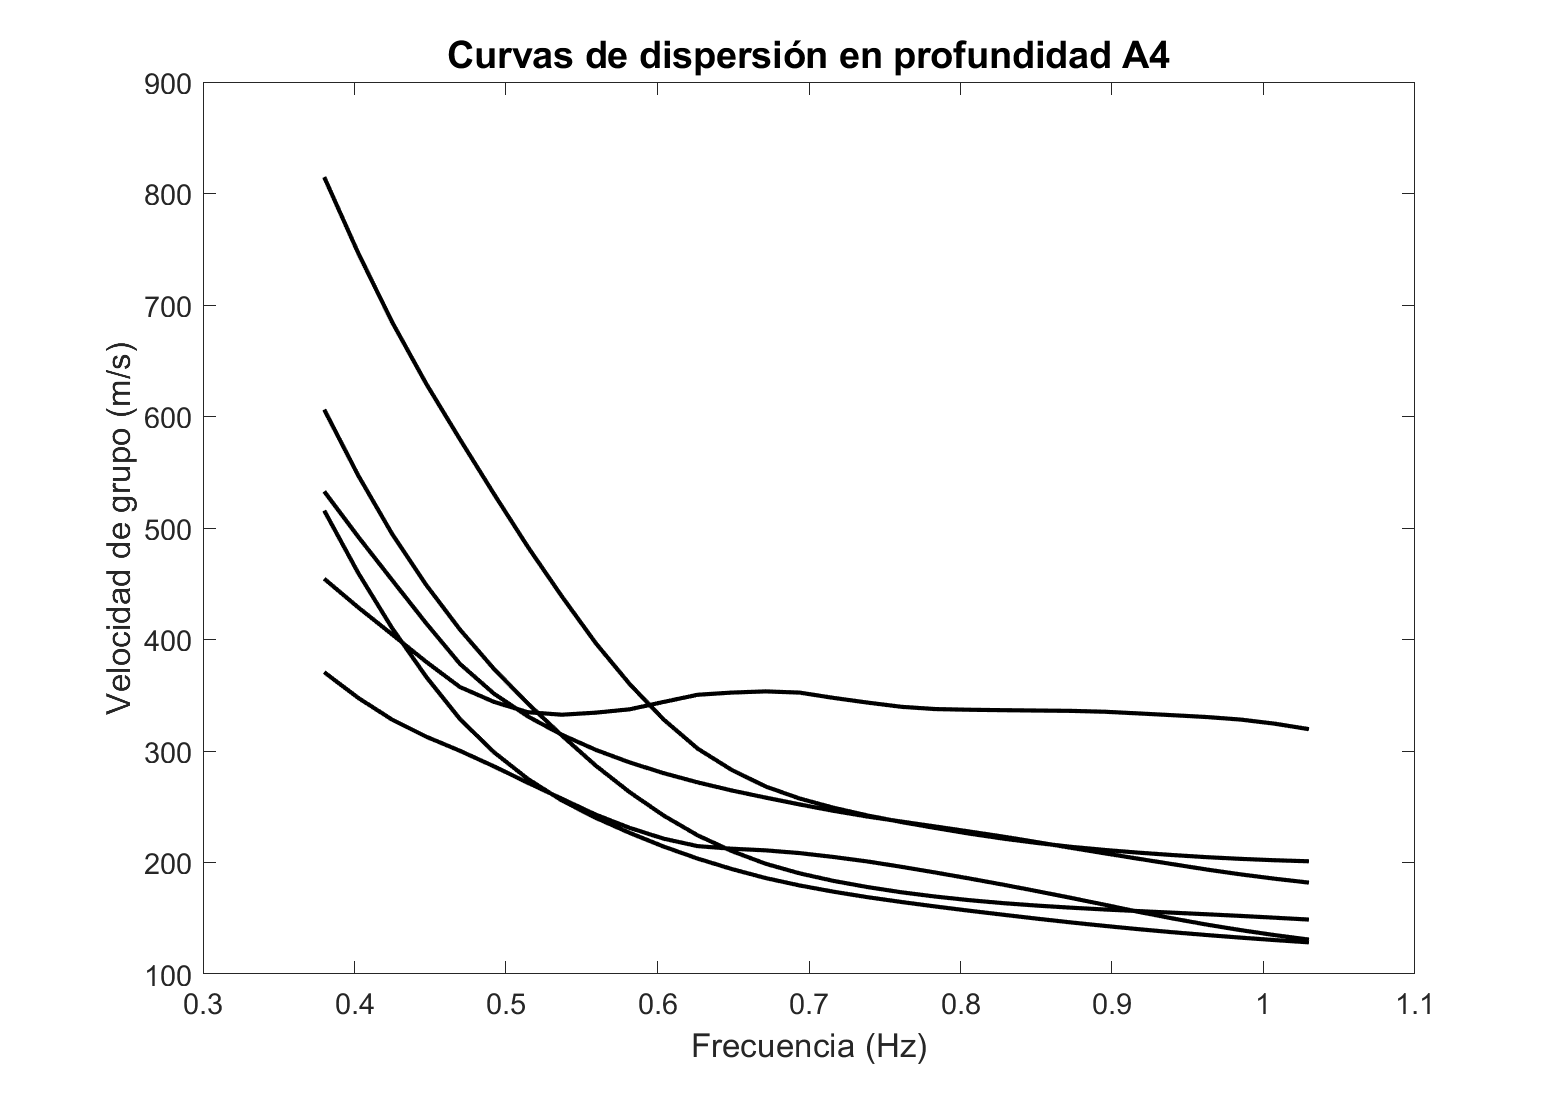 Curvas de dispersión en profundidad A4
900
800
700
600
500
400
300
200
100
Velocidad de grupo (m/s)
0.3 0.4 0.5 0.6 0.7 0.8 0.9 1 1.1
Frecuencia (Hz)